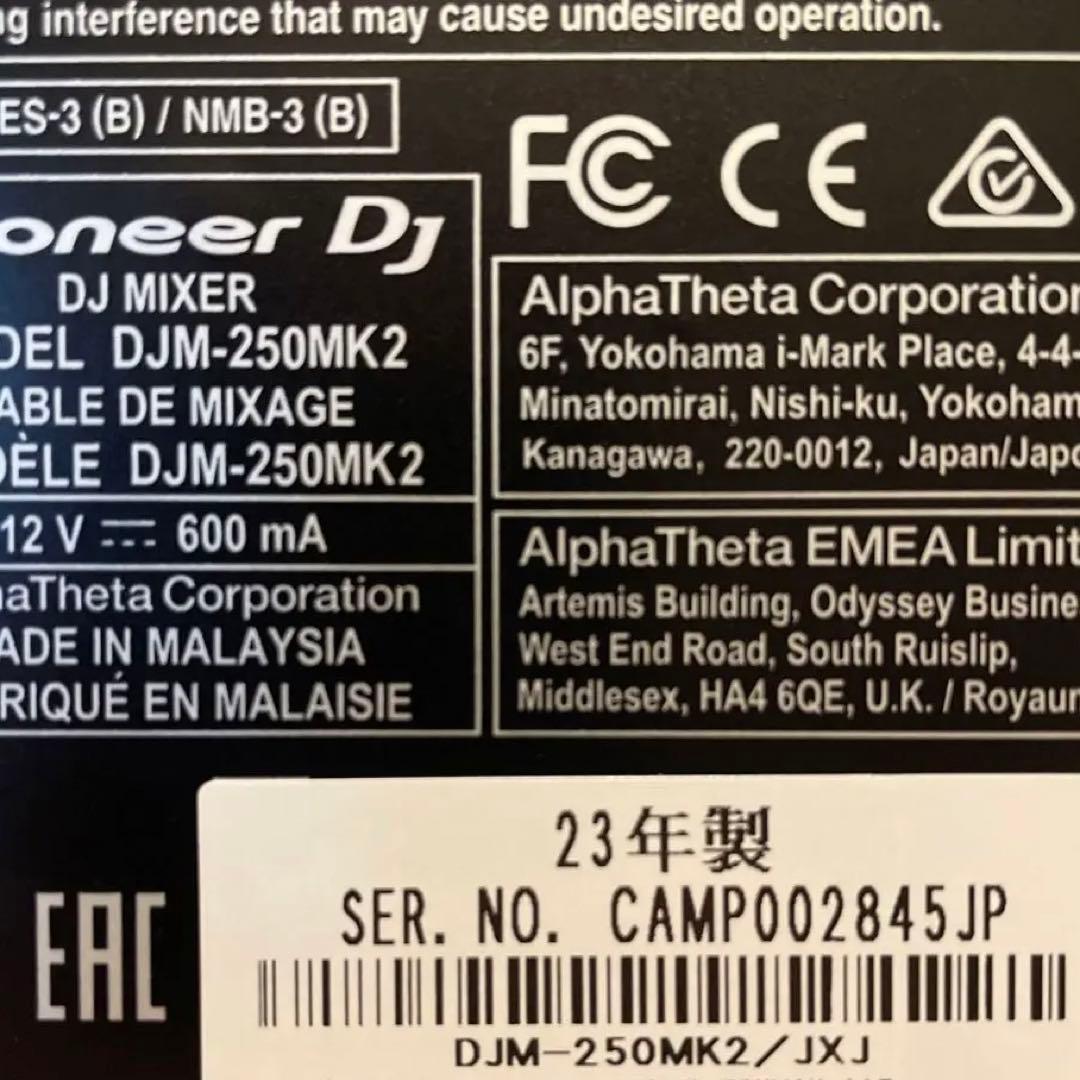 g interference that may cause undesired operation.
ES-3 (B) / NMB-3 (B)
FC CE
oneer Dj
DJ MIXER
DEL DJM-250MK2
ABLE DE MIXAGE
DÈLE DJM-250MK2
12 V ⎓ 600 mA
aTheta Corporation
ADE IN MALAYSIA
RIQUÉ EN MALAISIE
AlphaTheta Corporation
6F, Yokohama i-Mark Place, 4-4-
Minatomirai, Nishi-ku, Yokoham
Kanagawa, 220-0012, Japan/Japo
AlphaTheta EMEA Limit
Artemis Building, Odyssey Busine
West End Road, South Ruislip,
Middlesex, HA4 6QE, U.K. / Royaum
EAC
23年製
SER. NO. CAMP002845JP
DJM-250MK2/JXJ